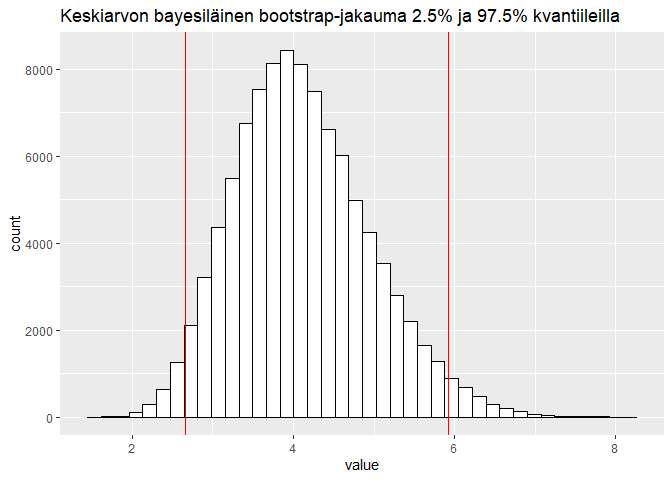 Keskiarvon bayesiläinen bootstrap-jakauma 2.5% ja 97.5% kvantiileilla
8000
6000
4000
2000
0
count
2 4 6 8
value